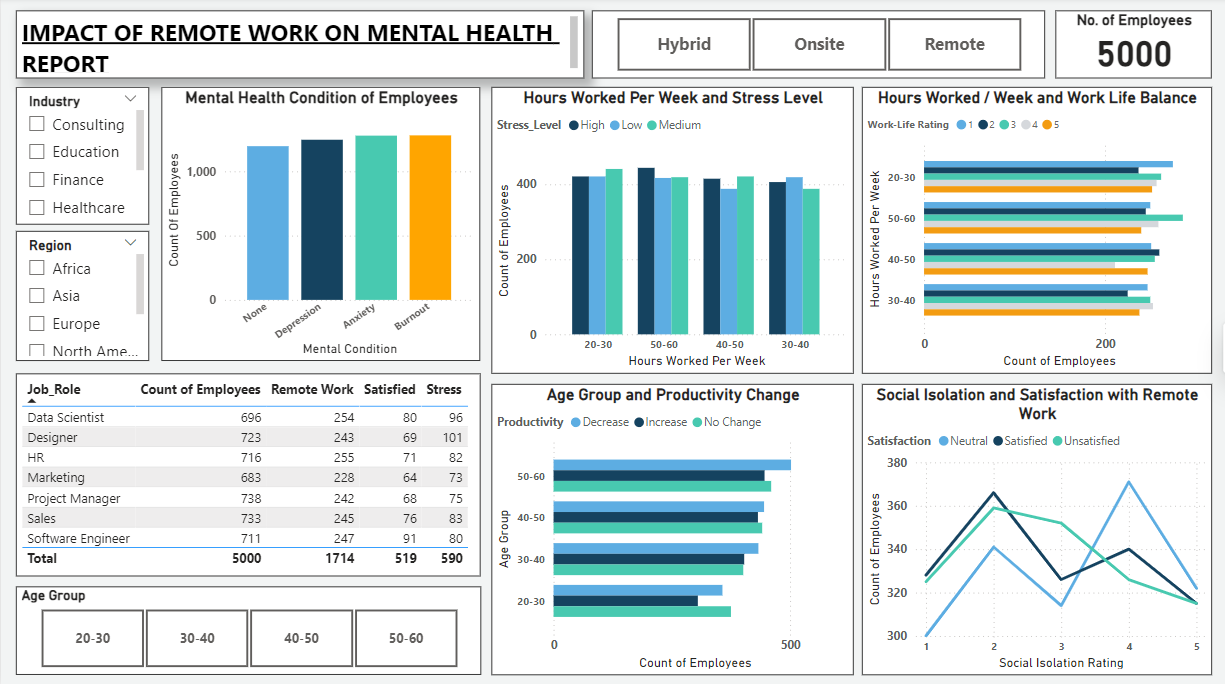 IMPACT OF REMOTE WORK ON MENTAL HEALTH
REPORT
Hybrid
Onsite
Remote
No. of Employees
5000
Industry
Consulting
Education
Finance
Healthcare
Region
Africa
Asia
Europe
North Ame...
Mental Health Condition of Employees
Count Of Employees
1,000
500
0
None
Depression
Anxiety
Burnout
Mental Condition
Hours Worked Per Week and Stress Level
Stress_Level High Low Medium
Count of Employees
400
200
0
20-30 50-60 40-50 30-40
Hours Worked Per Week
Hours Worked / Week and Work Life Balance
Work-Life Rating 1 2 3 4 5
Hours Worked Per Week
20-30
50-60
40-50
30-40
0 200
Count of Employees
Job_Role Count of Employees Remote Work Satisfied Stress
Data Scientist 696 254 80 96
Designer 723 243 69 101
HR 716 255 71 82
Marketing 683 228 64 73
Project Manager 738 242 68 75
Sales 733 245 76 83
Software Engineer 711 247 91 80
Total 5000 1714 519 590
Age Group
20-30
30-40
40-50
50-60
Age Group and Productivity Change
Productivity Decrease Increase No Change
Age Group
50-60
40-50
30-40
20-30
0 500
Count of Employees
Social Isolation and Satisfaction with Remote
Work
Satisfaction Neutral Satisfied Unsatisfied
Count of Employees
380
360
340
320
300
1 2 3 4 5
Social Isolation Rating